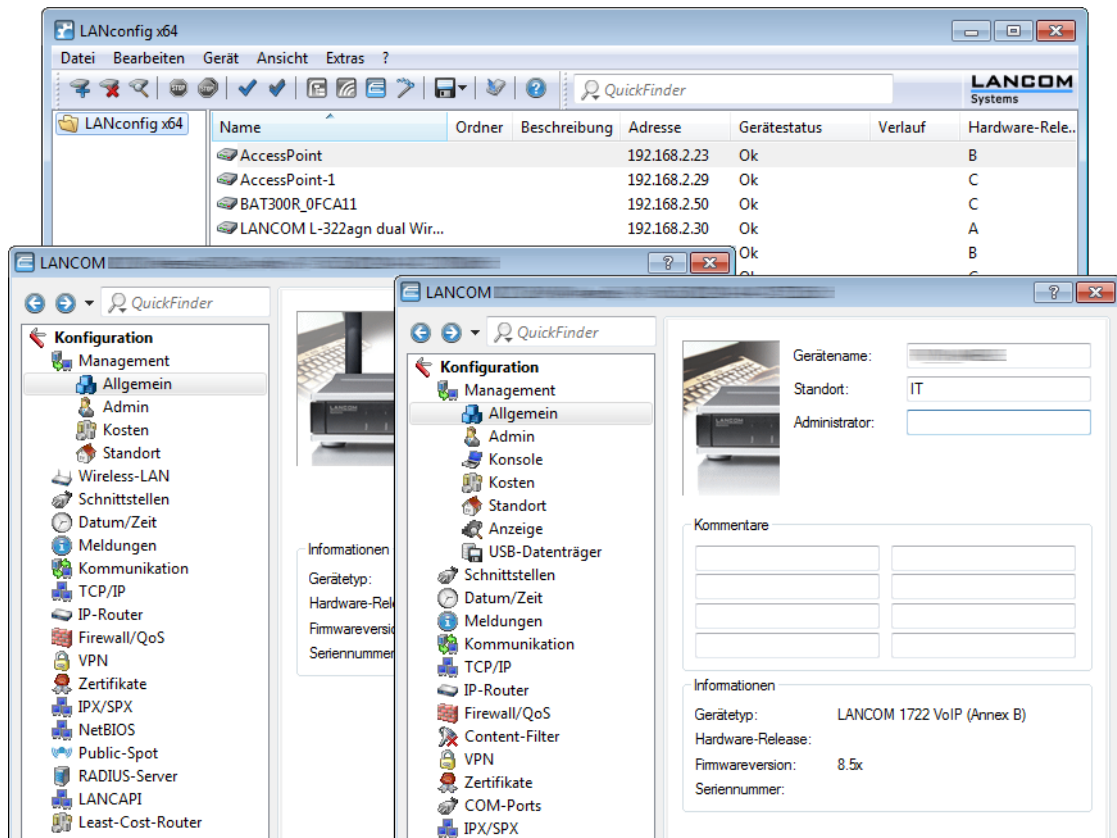 LANconfig x64
Datei Bearbeiten Gerät Ansicht Extras ?
QuickFinder
LANCOM
Systems
LANconfig x64
Name Ordner Beschreibung Adresse Gerätestatus Verlauf Hardware-Rele..
AccessPoint 192.168.2.23 Ok B
AccessPoint-1 192.168.2.29 Ok C
BAT300R_0FCA11 192.168.2.50 Ok C
LANCOM L-322agn dual Wir... 192.168.2.30 Ok A
Ok B
LANCOM
QuickFinder
Konfiguration
Management
Allgemein
Admin
Kosten
Standort
Wireless-LAN
Schnittstellen
Datum/Zeit
Meldungen
Kommunikation
TCP/IP
IP-Router
Firewall/QoS
VPN
Zertifikate
IPX/SPX
NetBIOS
Public-Spot
RADIUS-Server
LANCAPI
Least-Cost-Router
LANCOM
Informationen
Gerätetyp:
Hardware-Rel
Firmwareversio
Seriennummer
LANCOM
QuickFinder
Konfiguration
Management
Allgemein
Admin
Konsole
Kosten
Standort
Anzeige
USB-Datenträger
Schnittstellen
Datum/Zeit
Meldungen
Kommunikation
TCP/IP
IP-Router
Firewall/QoS
Content-Filter
VPN
Zertifikate
COM-Ports
IPX/SPX
LANCOM
Gerätename:
Standort: IT
Administrator:
Kommentare
Informationen
Gerätetyp: LANCOM 1722 VoIP (Annex B)
Hardware-Release:
Firmwareversion: 8.5x
Seriennummer: